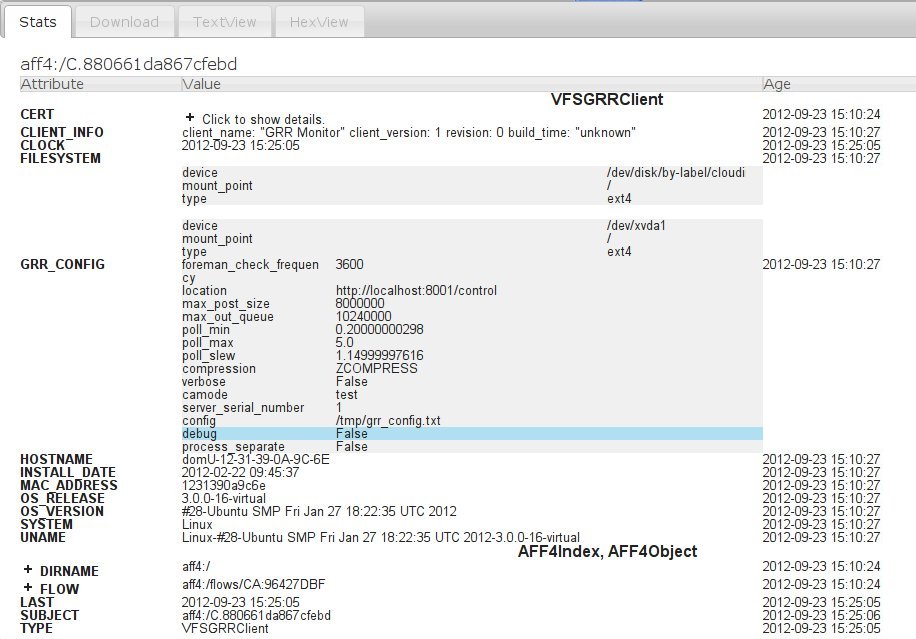 Stats Download TextView HexView
aff4:/C.880661da867cfebd
Attribute Value Age
VFSGRRClient
CERT + Click to show details. 2012-09-23 15:10:24
CLIENT_INFO client_name: "GRR Monitor" client_version: 1 revision: 0 build_time: "unknown" 2012-09-23 15:10:27
CLOCK 2012-09-23 15:25:05 2012-09-23 15:25:05
FILESYSTEM 2012-09-23 15:10:27
device /dev/disk/by-label/cloudi
mount_point /
type ext4
device /dev/xvda1
mount_point /
type ext4
GRR_CONFIG foreman_check_frequen 3600 2012-09-23 15:10:27
cy
location http://localhost:8001/control
max_post_size 8000000
max_out_queue 10240000
poll_min 0.20000000298
poll_max 5.0
poll_slew 1.14999997616
compression ZCOMPRESS
verbose False
camode test
server_serial_number 1
config /tmp/grr_config.txt
debug False
process_separate False
HOSTNAME domU-12-31-39-0A-9C-6E 2012-09-23 15:10:27
INSTALL_DATE 2012-02-22 09:45:37 2012-09-23 15:10:27
MAC_ADDRESS 1231390a9c6e 2012-09-23 15:10:27
OS_RELEASE 3.0.0-16-virtual 2012-09-23 15:10:27
OS_VERSION #28-Ubuntu SMP Fri Jan 27 18:22:35 UTC 2012 2012-09-23 15:10:27
SYSTEM Linux 2012-09-23 15:10:27
UNAME Linux-#28-Ubuntu SMP Fri Jan 27 18:22:35 UTC 2012-3.0.0-16-virtual 2012-09-23 15:10:27
AFF4Index, AFF4Object
+ DIRNAME aff4:/ 2012-09-23 15:10:24
+ FLOW aff4:/flows/CA:96427DBF 2012-09-23 15:10:24
LAST 2012-09-23 15:25:05 2012-09-23 15:25:05
SUBJECT aff4:/C.880661da867cfebd 2012-09-23 15:25:06
TYPE VFSGRRClient 2012-09-23 15:25:05